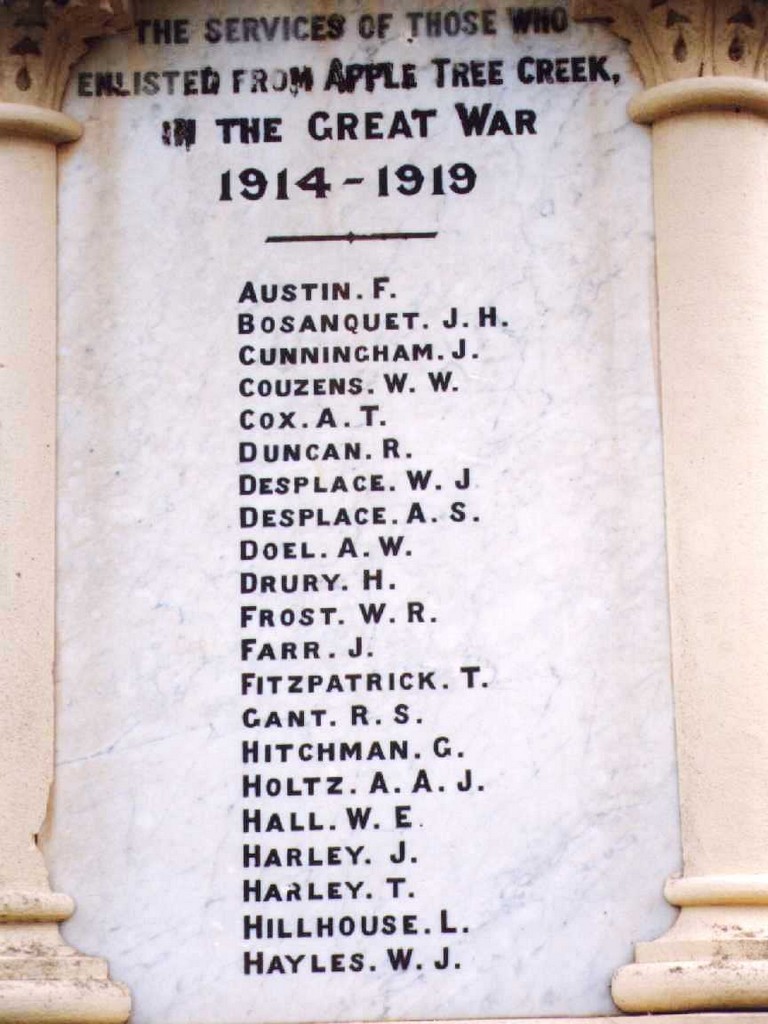 THE SERVICES OF THOSE WHO
ENLISTED FROM APPLE TREE CREEK,
IN THE GREAT WAR
1914-1919
AUSTIN. F.
BOSANQUET. J. H.
CUNNINGHAM. J.
COUZENS. W. W.
COX. A. T.
DUNCAN. R.
DESPLACE. W. J
DESPLACE. A. S.
DOEL. A. W.
DRURY. H.
FROST. W. R.
FARR. J.
FITZPATRICK. T.
GANT. R. S.
HITCHMAN. G.
HOLTZ. A. A. J.
HALL. W. E.
HARLEY. J.
HARLEY. T.
HILLHOUSE. L.
HAYLES. W. J.